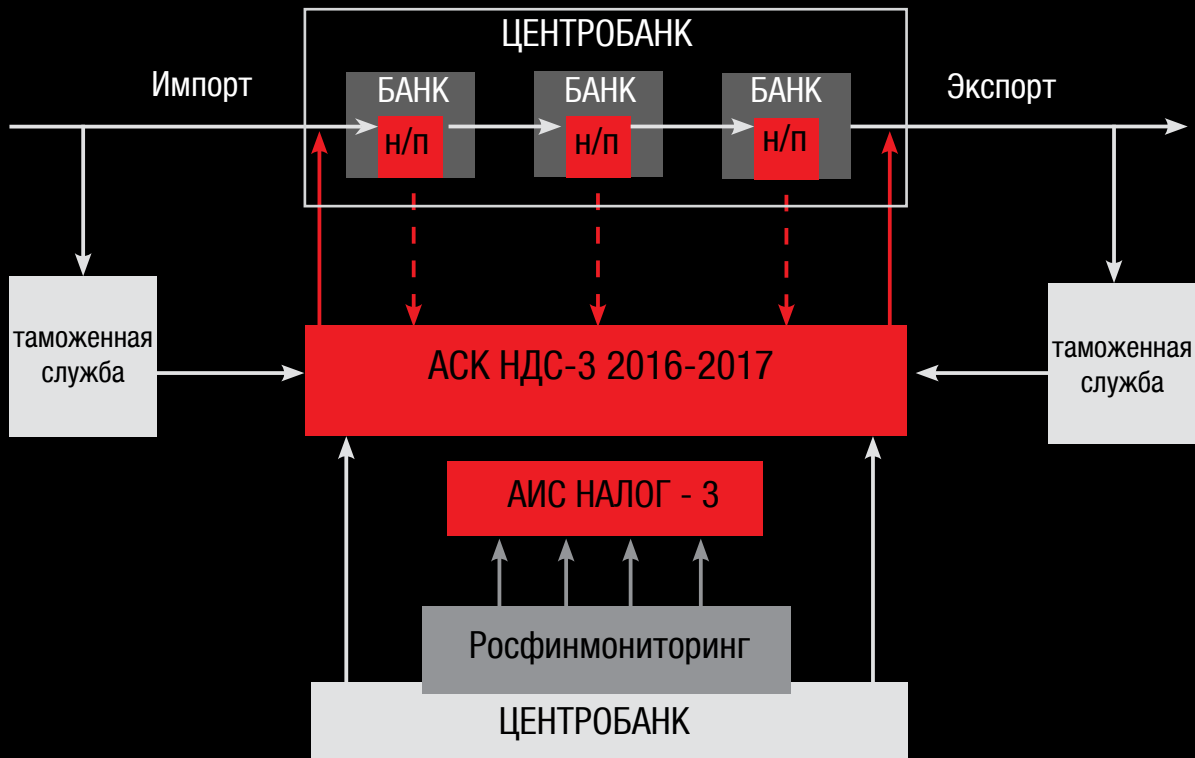 ЦЕНТРОБАНК
Импорт
БАНК
БАНК
БАНК
Экспорт
н/п
н/п
н/п
таможенная
служба
АСК НДС-3 2016-2017
таможенная
служба
АИС НАЛОГ - 3
Росфинмониторинг
ЦЕНТРОБАНК